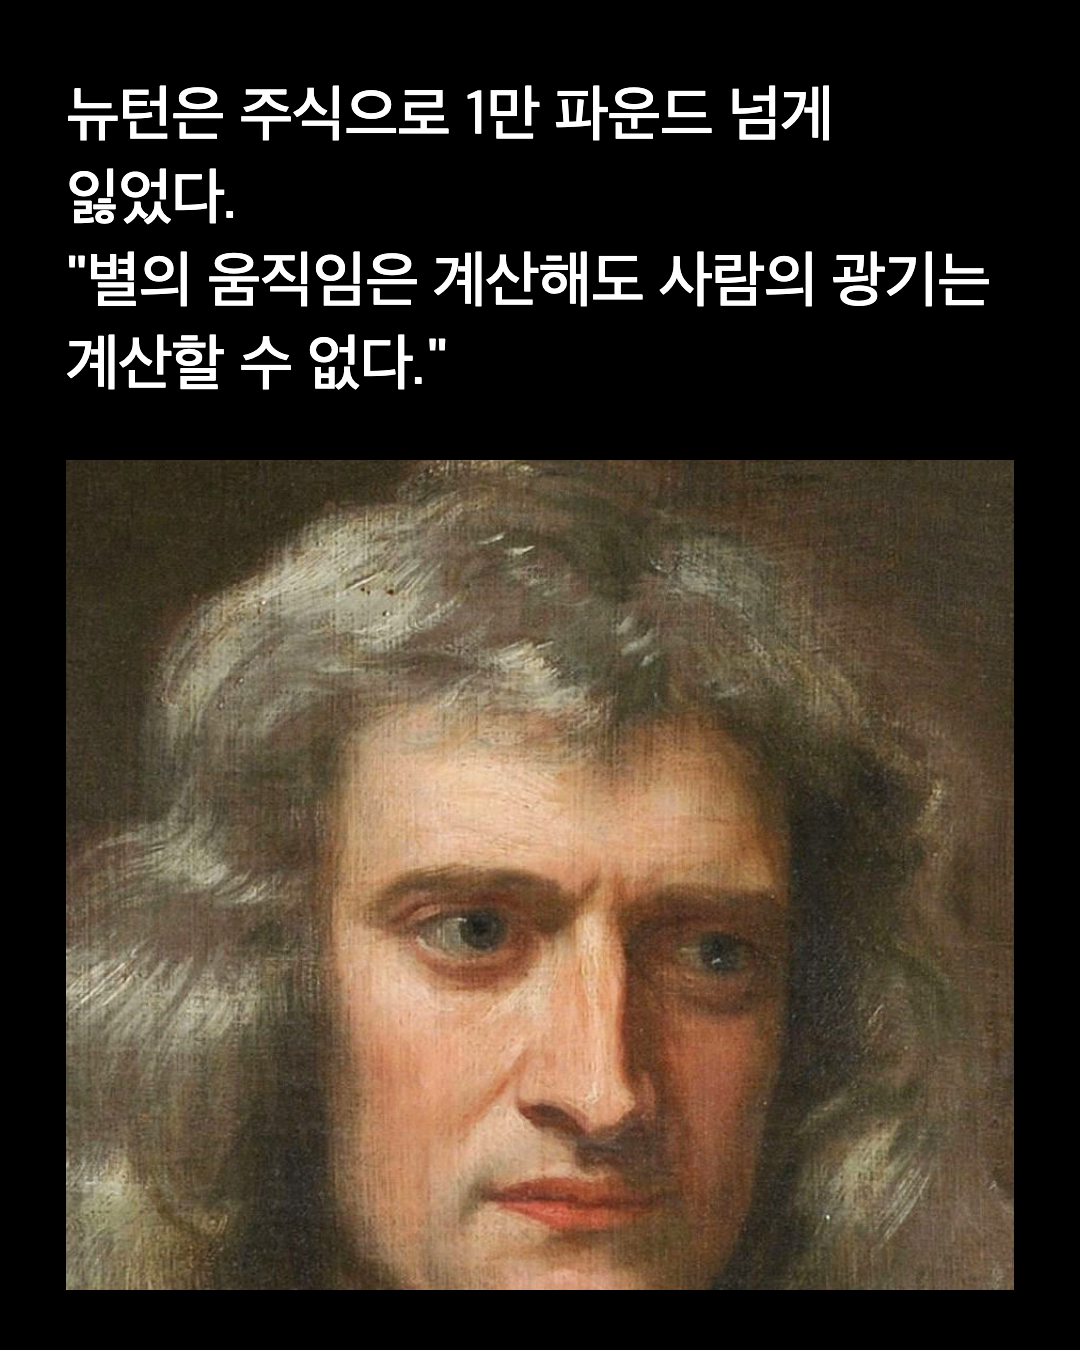 뉴턴은 주식으로 1만 파운드 넘게
잃었다.
"별의 움직임은 계산해도 사람의 광기는
계산할 수 없다."